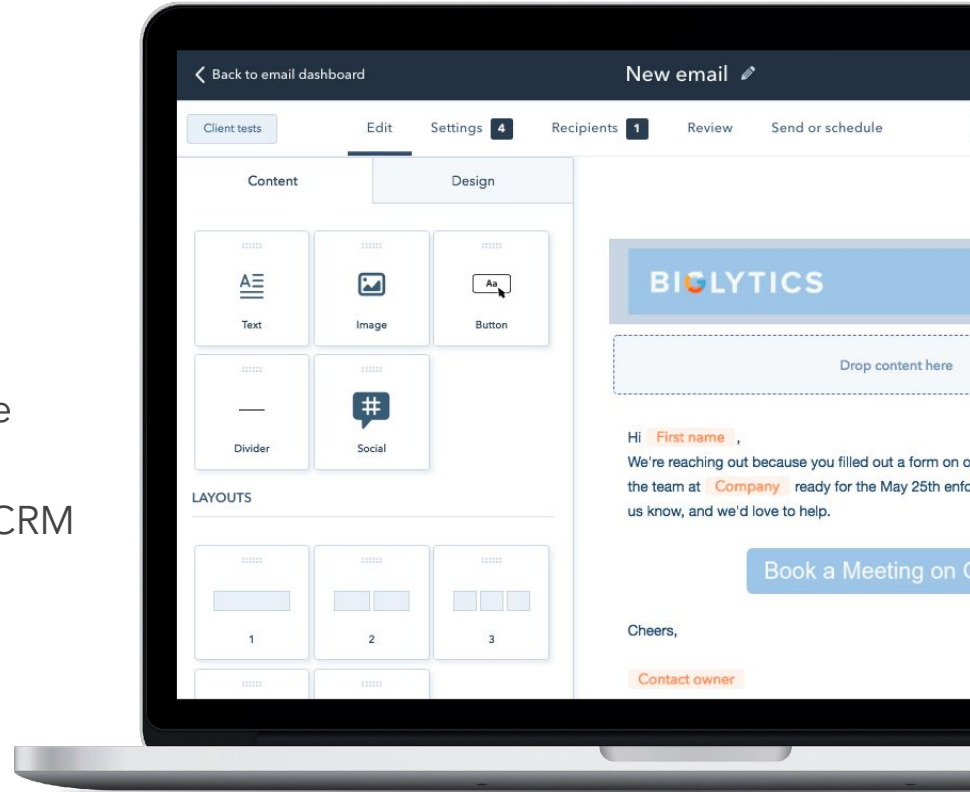 Back to email dashboard
New email
Client tests
Edit
Settings 4
Recipients 1
Review
Send or schedule
Content
Design
Text
Image
Button
Aa
Divider
Social
LAYOUTS
1
2
3
BIGLYTICS
Drop content here
Hi First name ,
We're reaching out because you filled out a form on
the team at Company ready for the May 25th
us know, and we'd love to help.
Book a Meeting on
Cheers,
Contact owner
CRM